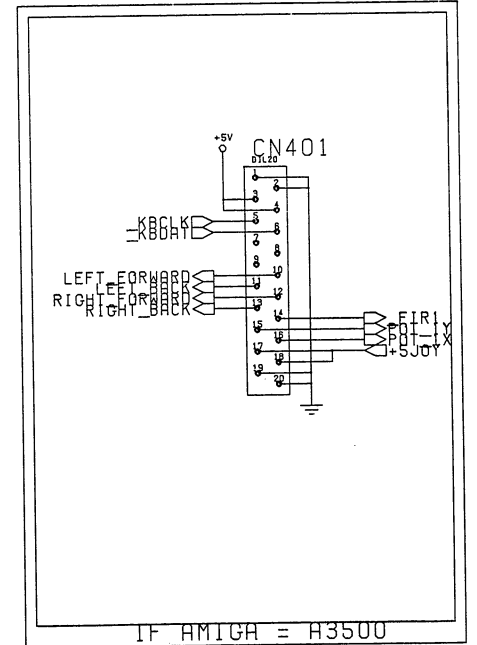 +5V
CN401
DIL20
1
2
3
4
5
_KBCLK
_KBDAT
6
7
8
9
LEFT_FORWARD
10
LEFT_BACK
11
RIGHT_FORWARD
12
RIGHT_BACK
13
14
_FIR1
15
POT_1Y
16
POT_1X
17
+5JOY
18
19
20
IF AMIGA = A3500